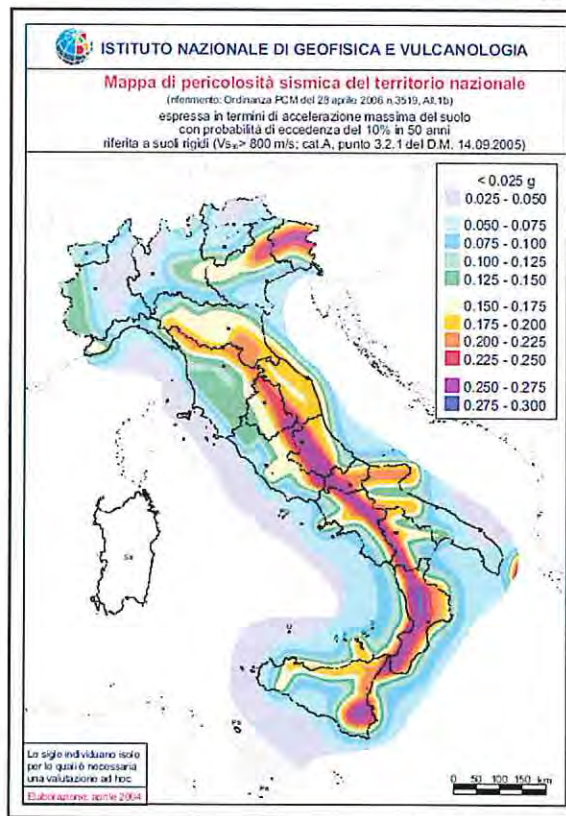 ISTITUTO NAZIONALE DI GEOFISICA E VULCANOLOGIA
Mappa di pericolosità sismica del territorio nazionale
(riferimento: Ordinanza PCM del 28 aprile 2006 n.3519, All.1b)
espressa in termini di accelerazione massima del suolo
con probabilità di eccedenza del 10% in 50 anni
riferita a suoli rigidi (Vs30> 800 m/s; cat.A, punto 3.2.1 del D.M. 14.09.2005)
< 0.025 g
0.025 - 0.050
0.050 - 0.075
0.075 - 0.100
0.100 - 0.125
0.125 - 0.150
0.150 - 0.175
0.175 - 0.200
0.200 - 0.225
0.225 - 0.250
0.250 - 0.275
0.275 - 0.300
Sa
U
Le sigle individuano isole
per le quali è necessaria
una valutazione ad hoc
Elaborazione: aprile 2004
0 50 100 150 km